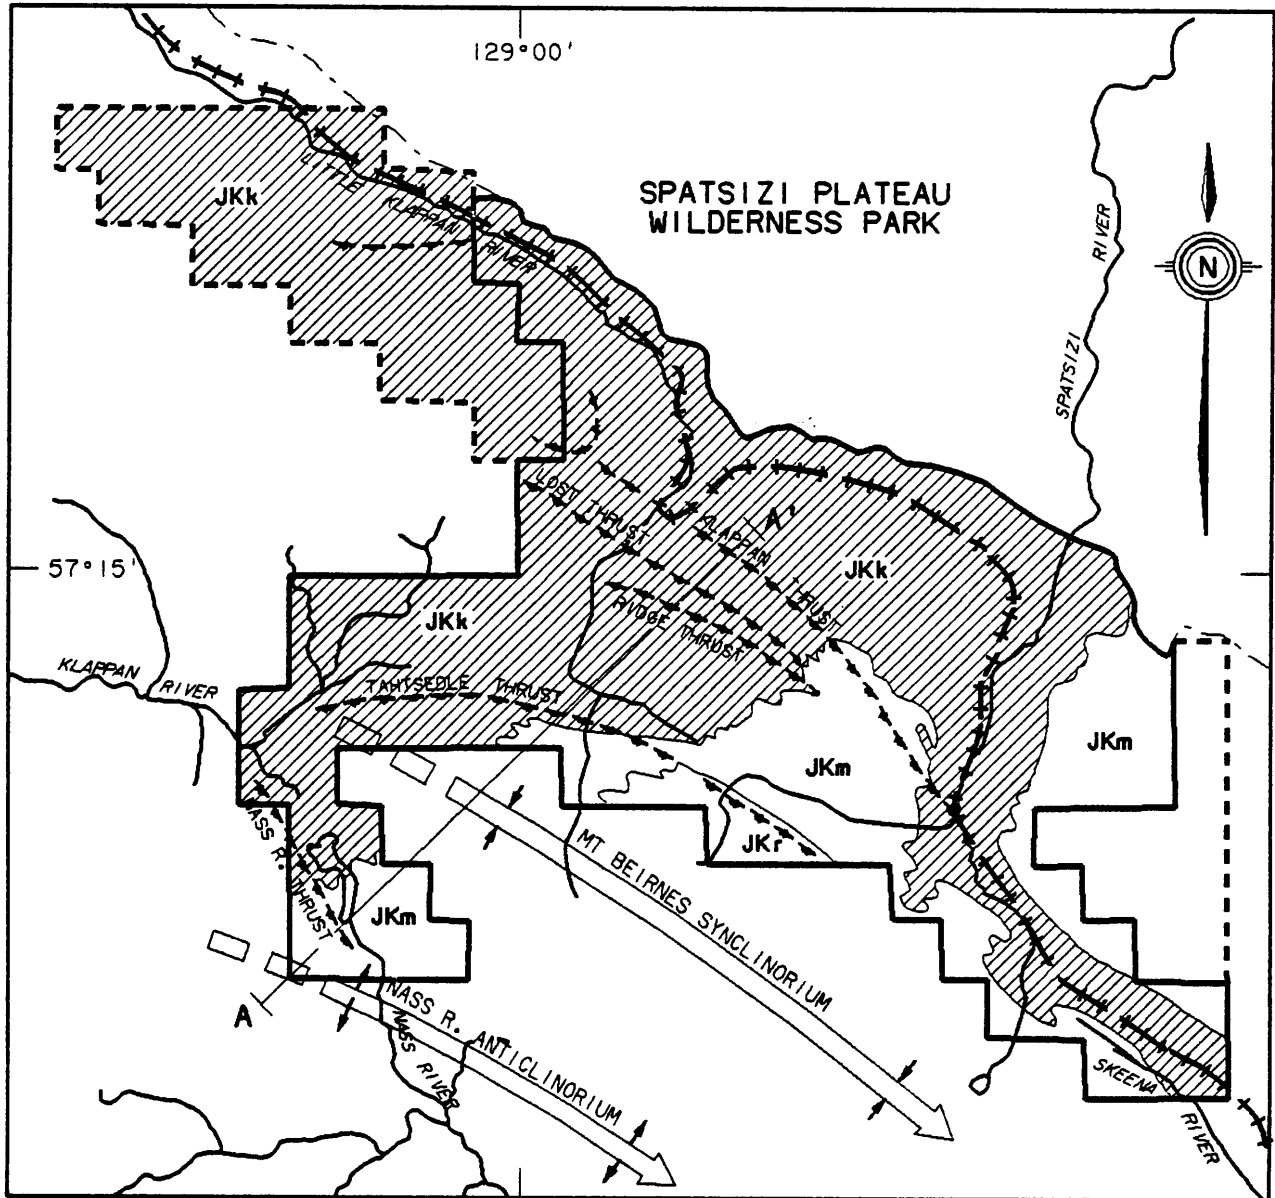 129°00'
SPATSIZI PLATEAU
WILDERNESS PARK
JKk
LITTLE KLAPPAN RIVER
RIVER
SPATSIZI
N
LOST THRUST
KLAPPAN THRUST
A'
57°15'
JKk
JKk
RIDGE THRUST
KLAPPAN RIVER
TAHTSEDLE THRUST
JKm
JKm
NASS R. THRUST
JKr
JKm
MT BEIRNES SYNCLINORIUM
A
NASS R. ANTICLINORIUM
NASS RIVER
SKEENA
RIVER